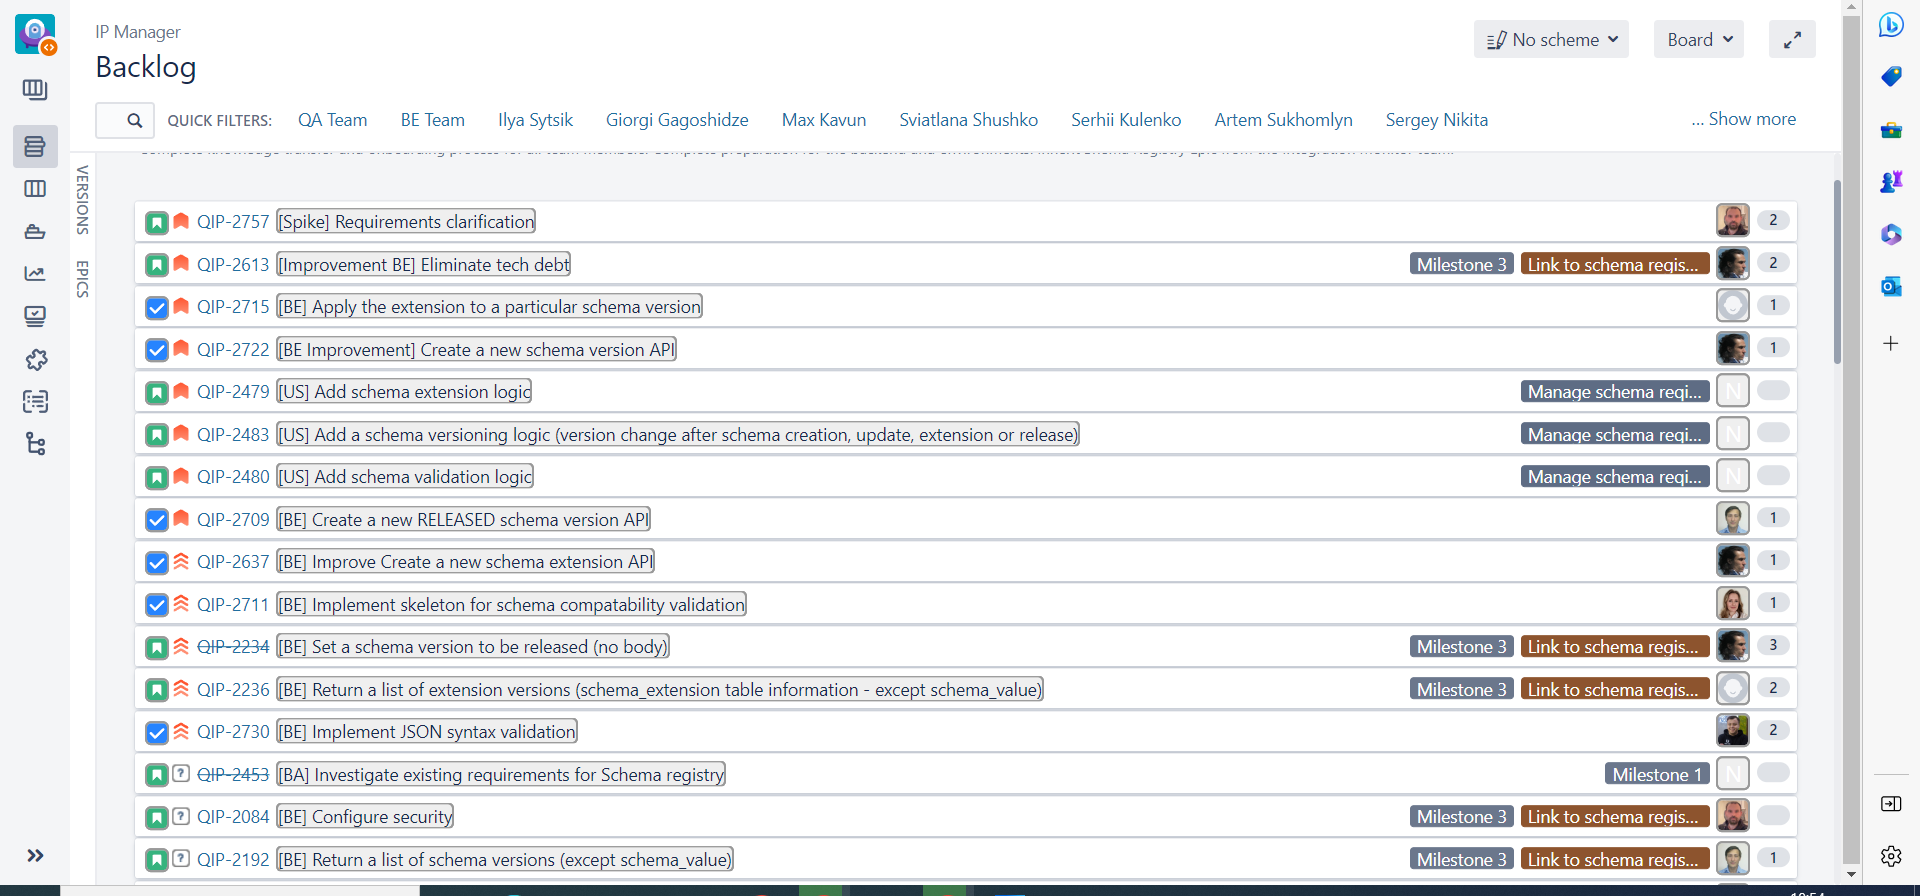 IP Manager
Backlog
No scheme
Board
QUICK FILTERS: QA Team BE Team Ilya Sytsik Giorgi Gagoshidze Max Kavun Sviatlana Shushko Serhii Kulenko Artem Sukhomlyn Sergey Nikita ... Show more
VERSIONS
EPICS
QIP-2757 [Spike] Requirements clarification 2
QIP-2613 [Improvement BE] Eliminate tech debt Milestone 3 Link to schema regis... 2
QIP-2715 [BE] Apply the extension to a particular schema version 1
QIP-2722 [BE Improvement] Create a new schema version API 1
QIP-2479 [US] Add schema extension logic Manage schema regi... N
QIP-2483 [US] Add a schema versioning logic (version change after schema creation, update, extension or release) Manage schema regi... N
QIP-2480 [US] Add schema validation logic Manage schema regi... N
QIP-2709 [BE] Create a new RELEASED schema version API 1
QIP-2637 [BE] Improve Create a new schema extension API 1
QIP-2711 [BE] Implement skeleton for schema compatability validation 1
QIP-2234 [BE] Set a schema version to be released (no body) Milestone 3 Link to schema regis... 3
QIP-2236 [BE] Return a list of extension versions (schema_extension table information - except schema_value) Milestone 3 Link to schema regis... 2
QIP-2730 [BE] Implement JSON syntax validation 2
QIP-2453 [BA] Investigate existing requirements for Schema registry Milestone 1 N
QIP-2084 [BE] Configure security Milestone 3 Link to schema regis...
QIP-2192 [BE] Return a list of schema versions (except schema_value) Milestone 3 Link to schema regis... 1